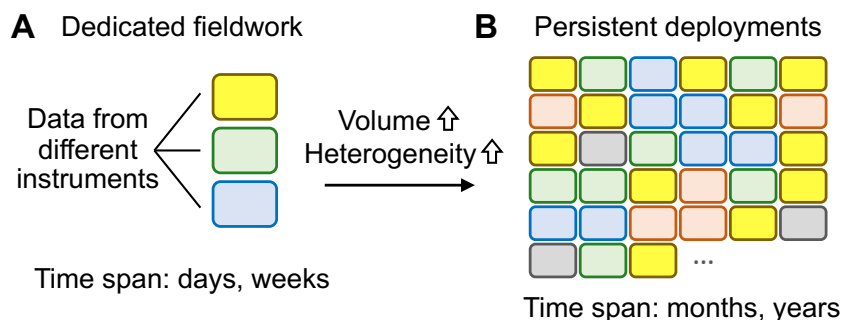 A Dedicated fieldwork
Data from
different
instruments
Time span: days, weeks
Volume
Heterogeneity
B Persistent deployments
...
Time span: months, years